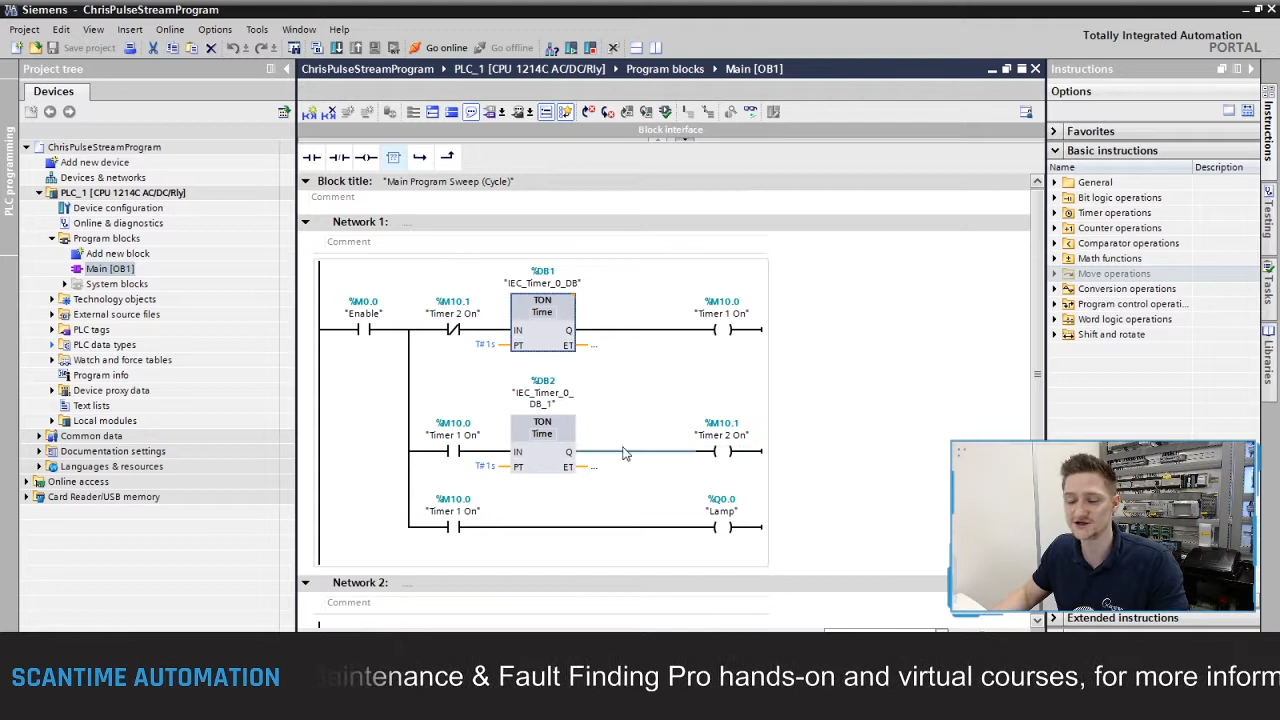 Siemens - ChrisPulseStreamProgram
Project Edit View Insert Online Options Tools Window Help
Totally Integrated Automation
PORTAL
Save project Go online Go offline
Project tree
ChrisPulseStreamProgram PLC_1 [CPU 1214C AC/DC/Rly] Program blocks Main [OB1]
Instructions
Devices
Options
PLC programming
Block interface
ChrisPulseStreamProgram
Add new device
Devices & networks
PLC_1 [CPU 1214C AC/DC/Rly]
Device configuration
Online & diagnostics
Program blocks
Add new block
Main [OB1]
System blocks
Technology objects
External source files
PLC tags
PLC data types
Watch and force tables
Program info
Device proxy data
Text lists
Local modules
Common data
Documentation settings
Languages & resources
Online access
Card Reader/USB memory
Block title: "Main Program Sweep (Cycle)"
Comment
Network 1: ....
Comment
%DB1
"IEC_Timer_0_DB"
%M0.0 %M10.1 TON %M10.0
"Enable" "Timer 2 On" Time "Timer 1 On"
IN Q
T#1s PT ET ...
%DB2
"IEC_Timer_0_
DB_1"
%M10.0 TON %M10.1
"Timer 1 On" Time "Timer 2 On"
IN Q
T#1s PT ET ...
%M10.0 %Q0.0
"Timer 1 On" "Lamp"
Network 2: ....
Comment
Favorites
Basic instructions
Name Description
General
Bit logic operations
Timer operations
Counter operations
Comparator operations
Math functions
Move operations
Conversion operations
Program control operati...
Word logic operations
Shift and rotate
Extended instructions
Instructions
Testing
Tasks
Libraries
SCANTIME AUTOMATION
Maintenance & Fault Finding Pro hands-on and virtual courses, for more inform